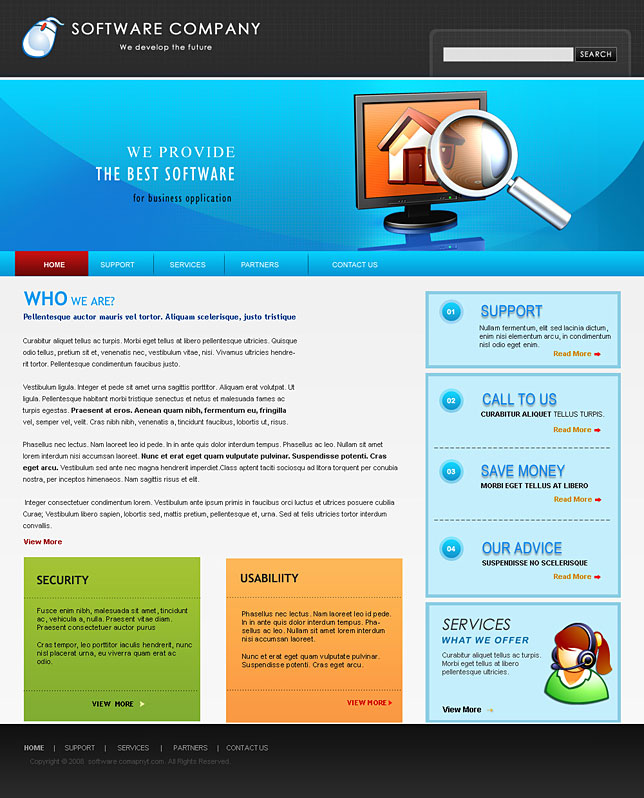 SOFTWARE COMPANY
We develop the future
SEARCH
WE PROVIDE
THE BEST SOFTWARE
for business opplication
HOME
SUPPORT
SERVICES
PARTNERS
CONTACT US
WHO WE ARE?
Pellentesque auctor mauris vel tortor. Aliquam scelerisque, justo tristique
Curabitur aliquet tellus ac turpis. Morbi eget tellus at libero pellentesque ultricies. Quisque
odio tellus, pretium sit et, venenatis nec, vestibulum vitae, nisi. Vivamus ultricies hendre-
rit tortor. Pellentesque condimentum faucibus justo.
Vestibulum ligula. Integer et pede sit amet urna sagittis porttitor. Aliquam erat volutpat. Ut
ligula. Pellentesque habitant morbi tristique senectus et netus et malesuada fames ac
turpis egestas. Praesent at eros. Aenean quam nibh, fermentum eu, fringilla
vel, semper vel, velit. Cras nibh nibh, venenatis a, tincidunt faucibus, lobortis ut, risus.
Phasellus nec lectus. Nam laoreet leo id pede. In in ante quis dolor interdum tempus. Phasellus ac leo. Nullam sit amet
lorem interdum nisi accumsan laoreet. Nunc et erat eget quam vulputate pulvinar. Suspendisse potenti. Cras
eget arcu. Vestibulum sed ante nec magna hendrerit imperdiet.Class aptent taciti sociosqu ad litora torquent per conubia
nostra, per inceptos himenaeos. Nam sagittis risus et elit.
Integer consectetuer condimentum lorem. Vestibulum ante ipsum primis in faucibus orci luctus et ultrices posuere cubilia
Curae; Vestibulum libero sapien, lobortis sed, mattis pretium, pellentesque et, urna. Sed at felis ultricies tortor interdum
convallis.
View More
01
SUPPORT
Nullam fermentum, elit sed lacinia dictum,
enim nisi elementum arcu, in condimentum
nisl odio eget enim.
Read More
02
CALL TO US
CURABITUR ALIQUET TELLUS TURPIS.
Read More
03
SAVE MONEY
MORBI EGET TELLUS AT LIBERO
Read More
04
OUR ADVICE
SUSPENDISSE NO SCELERISQUE
Read More
SECURITY
Fusce enim nibh, malesuada sit amet, tincidunt
ac, vehicula a, nulla. Praesent vitae diam.
Praesent consectetuer auctor purus
Cras tempor, leo porttitor iaculis hendrerit, nunc
nisl placerat urna, eu viverra quam erat ac
odio.
VIEW MORE
USABILIITY
Phasellus nec lectus. Nam laoreet leo id pede.
In in ante quis dolor interdum tempus. Pha-
sellus ac leo. Nullam sit amet lorem interdum
nisi accumsan laoreet.
Nunc et erat eget quam vulputate pulvinar.
Suspendisse potenti. Cras eget arcu.
VIEW MORE
SERVICES
WHAT WE OFFER
Curabitur aliquet tellus ac turpis.
Morbi eget tellus at libero
pellentesque ultricies.
View More
HOME | SUPPORT | SERVICES | PARTNERS | CONTACT US
Copyright © 2008. software comapnyt.com. All Rights Reserved.